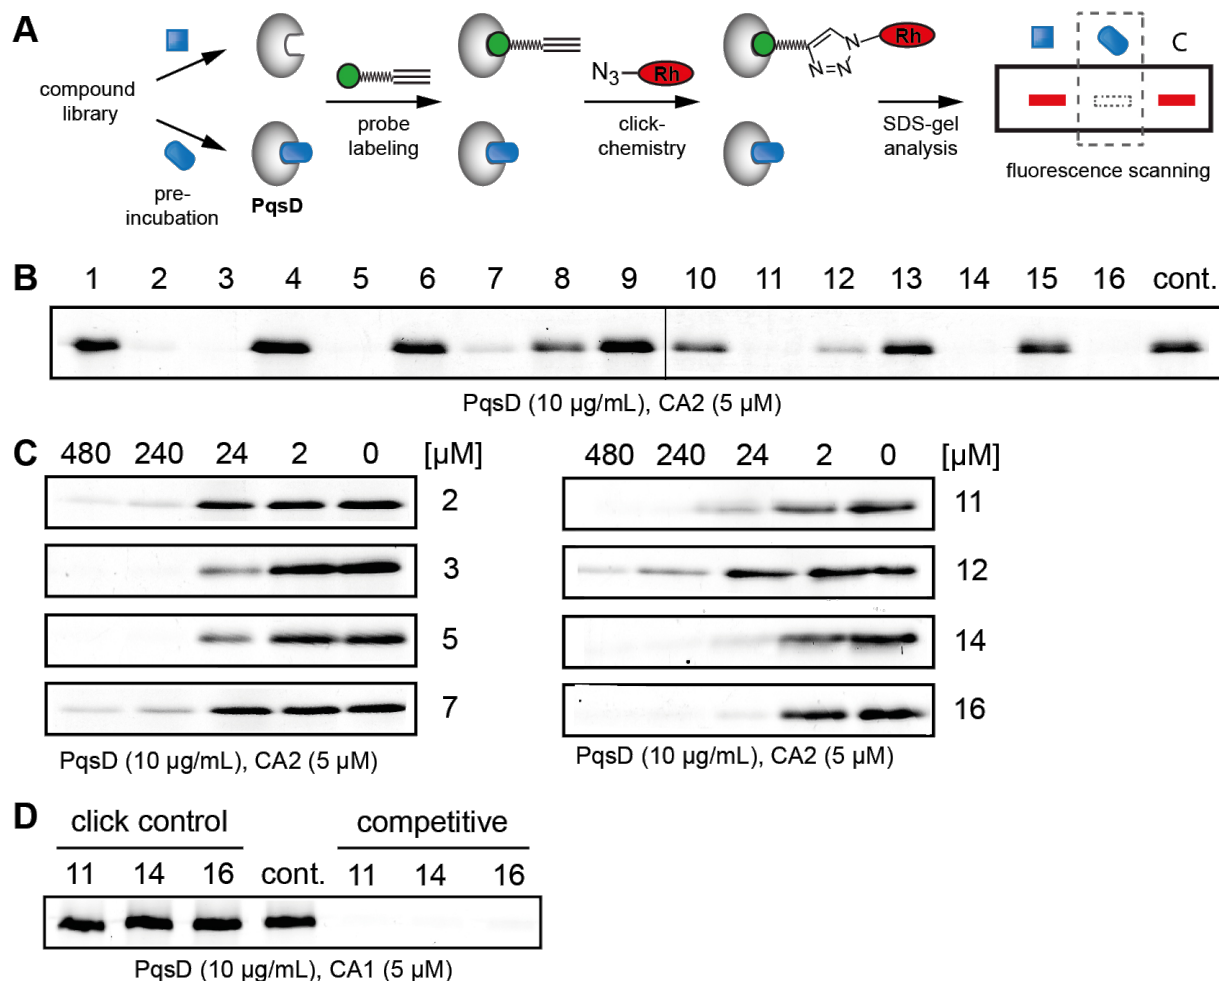 A
compound
library
pre-
incubation
PqsD
probe
labeling
N3
Rh
click-
chemistry
N
N=N
Rh
SDS-gel
analysis
C
fluorescence scanning
B
1 2 3 4 5 6 7 8 9 10 11 12 13 14 15 16 cont.
PqsD (10 µg/mL), CA2 (5 µM)
C
480 240 24 2 0 [µM]
2
3
5
7
PqsD (10 µg/mL), CA2 (5 µM)
480 240 24 2 0 [µM]
11
12
14
16
PqsD (10 µg/mL), CA2 (5 µM)
D
click control competitive
11 14 16 cont. 11 14 16
PqsD (10 µg/mL), CA1 (5 µM)